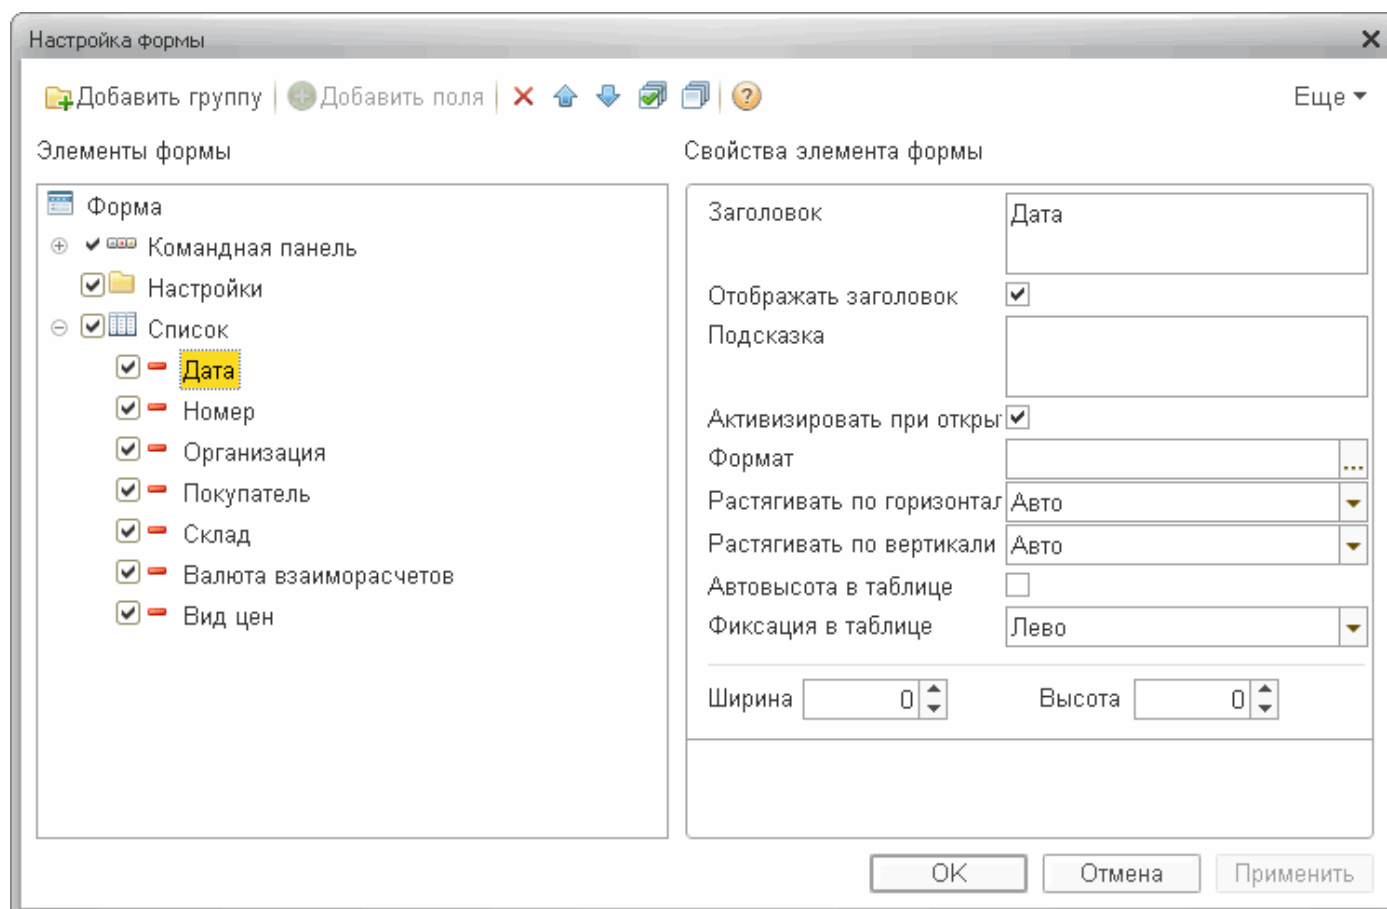 Настройка формы
Добавить группу Добавить поля Еще
Элементы формы
Свойства элемента формы
Форма
Командная панель
Настройки
Список
Дата
Номер
Организация
Покупатель
Склад
Валюта взаиморасчетов
Вид цен
Заголовок Дата
Отображать заголовок
Подсказка
Активизировать при откры
Формат ...
Растягивать по горизонтал Авто
Растягивать по вертикали Авто
Автовысота в таблице
Фиксация в таблице Лево
Ширина 0 Высота 0
OK Отмена Применить